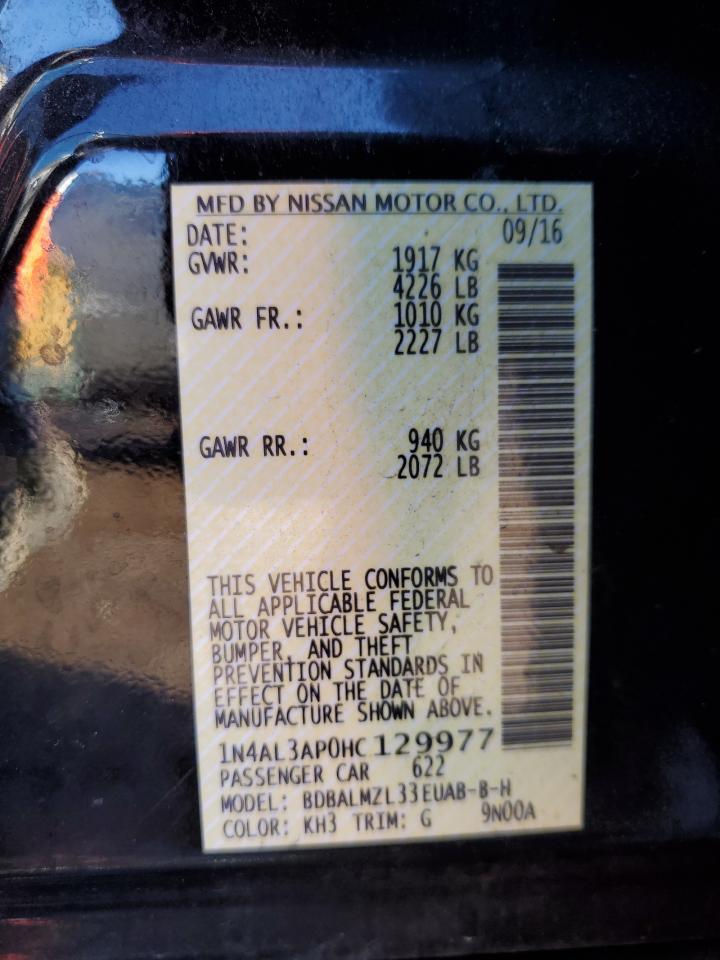 MFD BY NISSAN MOTOR CO., LTD.
DATE: 09/16
GVWR: 1917 KG
4226 LB
GAWR FR.: 1010 KG
2227 LB
GAWR RR.: 940 KG
2072 LB
THIS VEHICLE CONFORMS TO
ALL APPLICABLE FEDERAL
MOTOR VEHICLE SAFETY,
BUMPER, AND THEFT
PREVENTION STANDARDS IN
EFFECT ON THE DATE OF
MANUFACTURE SHOWN ABOVE.
1N4AL3AP0HC129977
PASSENGER CAR 622
MODEL: BDBALMZL33EUAB-B-H
COLOR: KH3 TRIM: G 9N00A